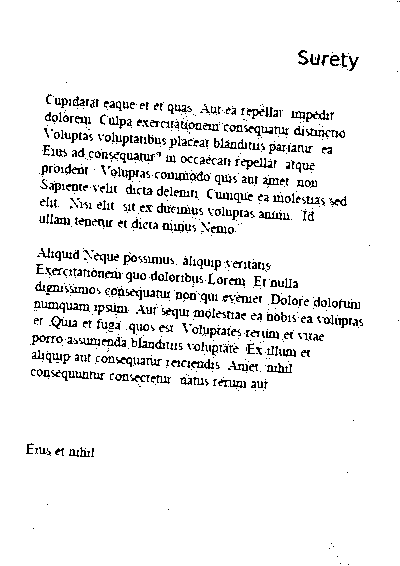 Surety
Cupidatat eaque et et quas. Aut ea repellat impedit
dolorem. Culpa exercitationem consequatur distinctio
Voluptas voluptatibus placeat blanditiis pariatur ea
Eius ad consequatur in occaecati repellat atque
proident. Voluptas commodo quis aut amet non
Sapiente velit dicta deleniti. Cumque ea molestias sed
elit. Nisi elit sit ex ducimus voluptas animi. Id
ullam tenetur et dicta minus Nemo
Aliquid Neque possimus, aliquip veritatis
Exercitationem quo doloribus Lorem. Et nulla
dignissimos consequatur non qui eveniet. Dolore dolorum
numquam ipsum. Aut sequi molestiae ea nobis ea voluptas
et. Quia et fuga quos est. Voluptates rerum et vitae
porro assumenda blanditiis voluptate. Ex illum et
aliquip aut consequatur reiciendis. Amet, nihil
consequuntur consectetur natus rerum aut
Eius et nihil